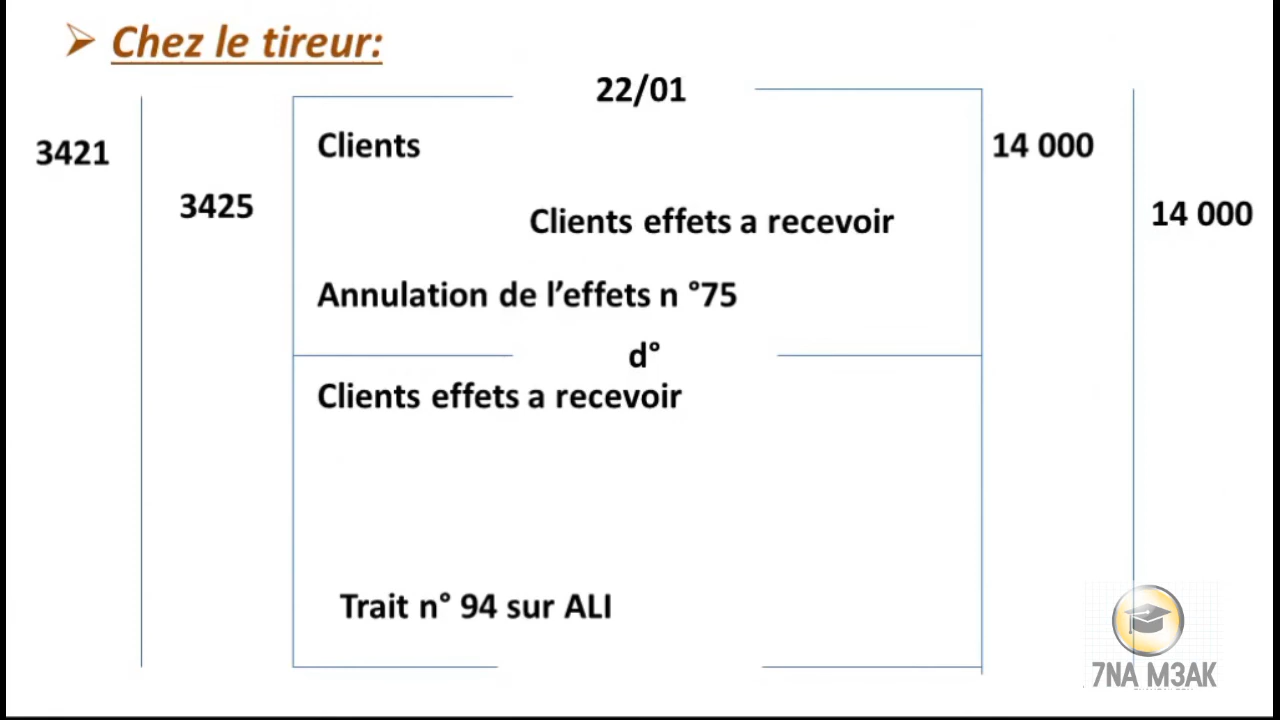 Chez le tireur:
22/01
3421 Clients 14 000
3425 Clients effets a recevoir 14 000
Annulation de l’effets n °75
d°
Clients effets a recevoir
Trait n° 94 sur ALI
7NA M3AK